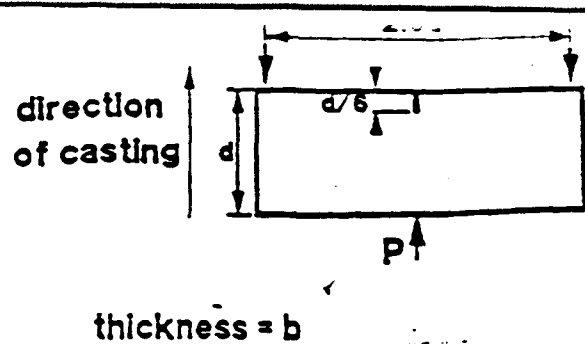 d/6
direction
of casting
d
P
thickness = b